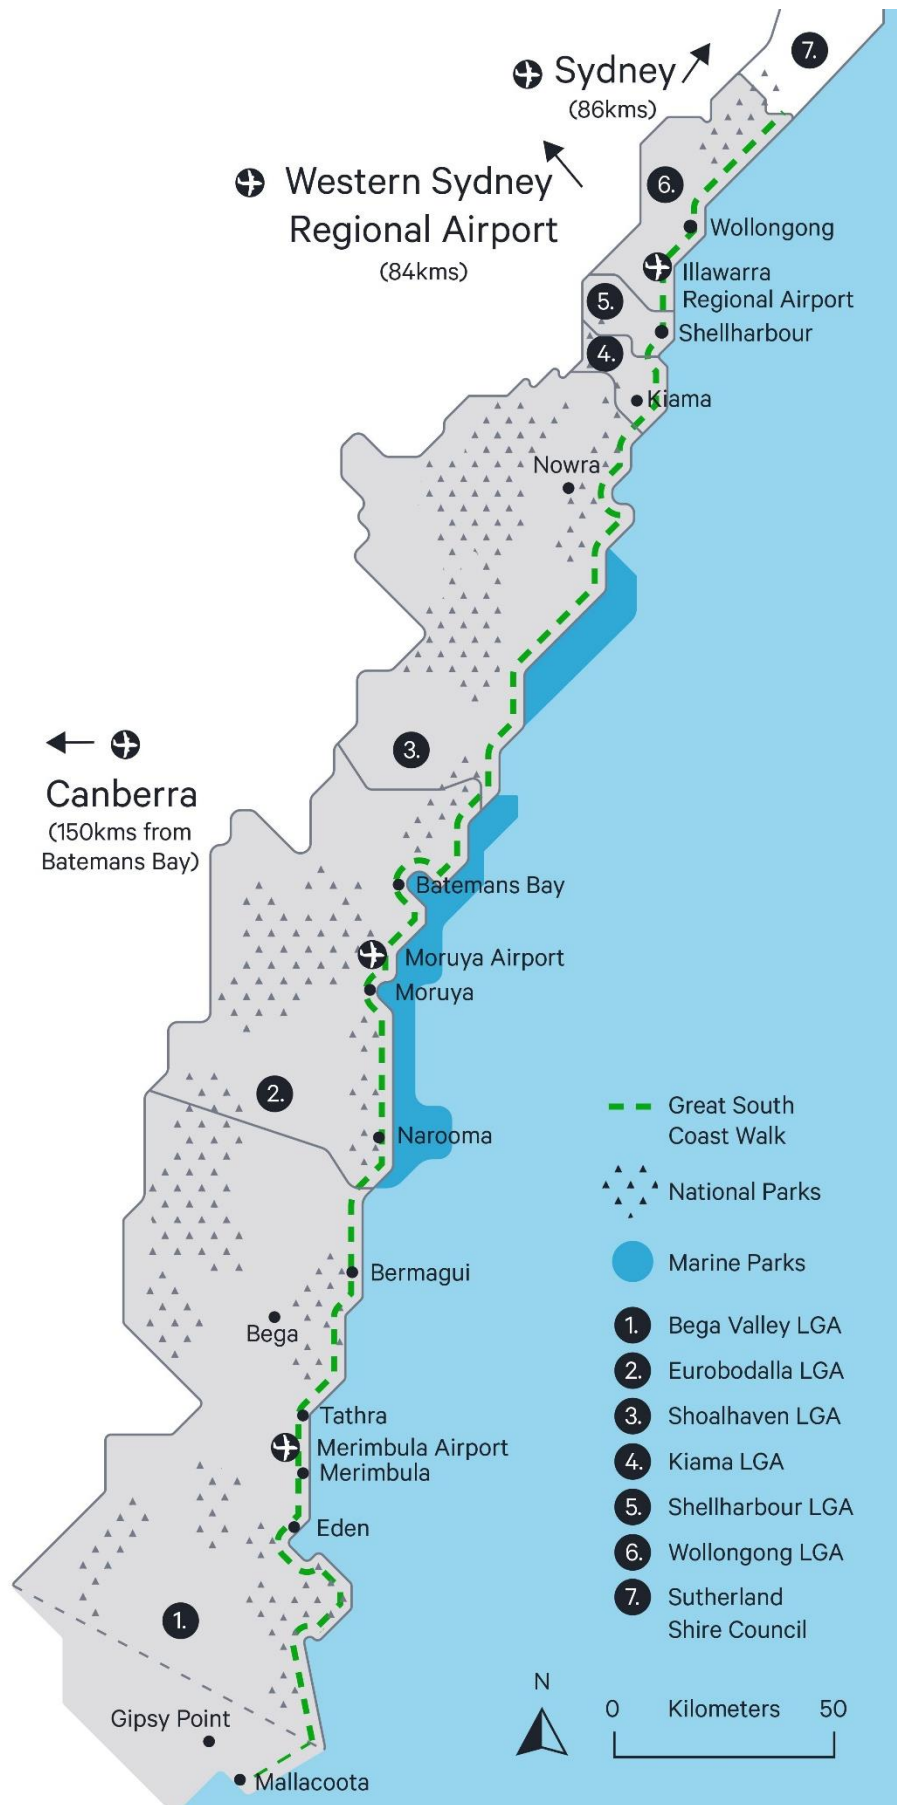 7.
Sydney
(86kms)
Western Sydney
Regional Airport
(84kms)
6.
Wollongong
Illawarra
Regional Airport
5.
Shellharbour
4.
Kiama
Nowra
3.
Canberra
(150kms from
Batemans Bay)
Batemans Bay
Moruya Airport
Moruya
2.
Narooma
Bermagui
Bega
Tathra
Merimbula Airport
Merimbula
Eden
1.
Gipsy Point
Mallacoota
Great South
Coast Walk
National Parks
Marine Parks
1. Bega Valley LGA
2. Eurobodalla LGA
3. Shoalhaven LGA
4. Kiama LGA
5. Shellharbour LGA
6. Wollongong LGA
7. Sutherland
Shire Council
N
0 Kilometers 50